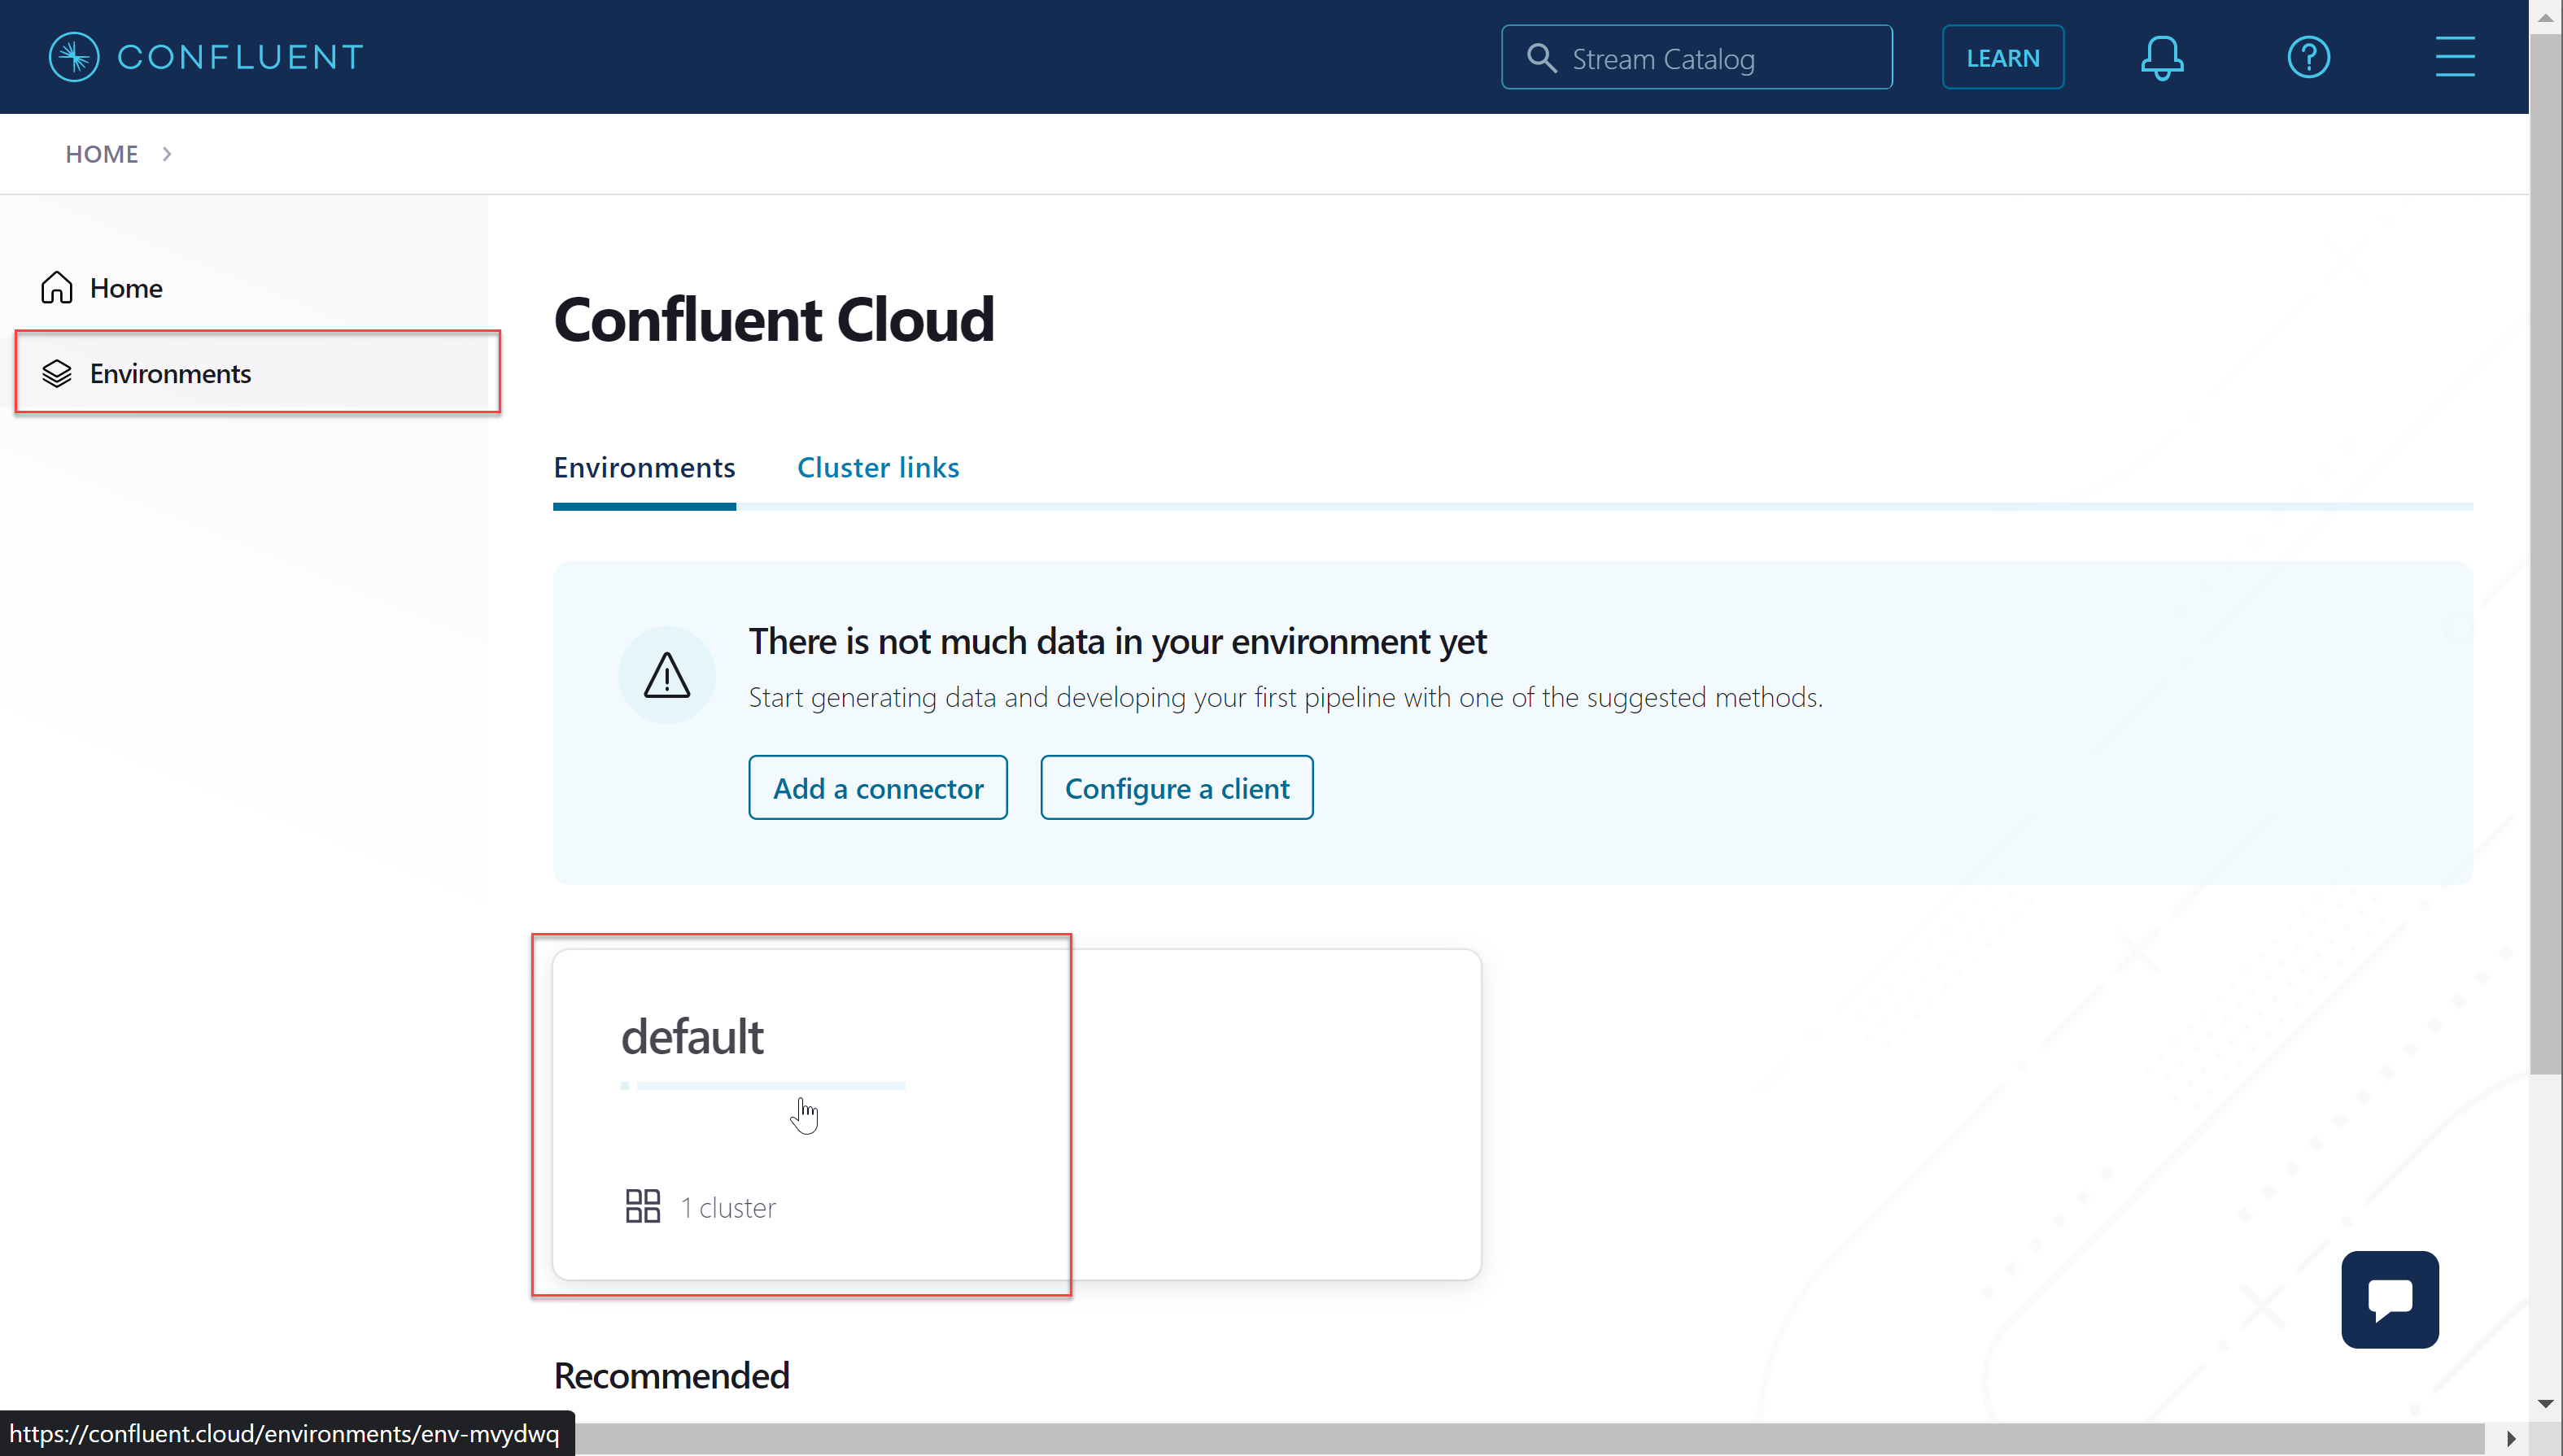 CONFLUENT
Stream Catalog
LEARN
HOME
Home
Environments
Confluent Cloud
Environments
Cluster links
There is not much data in your environment yet
Start generating data and developing your first pipeline with one of the suggested methods.
Add a connector
Configure a client
default
1 cluster
Recommended
https://confluent.cloud/environments/env-mvydwq